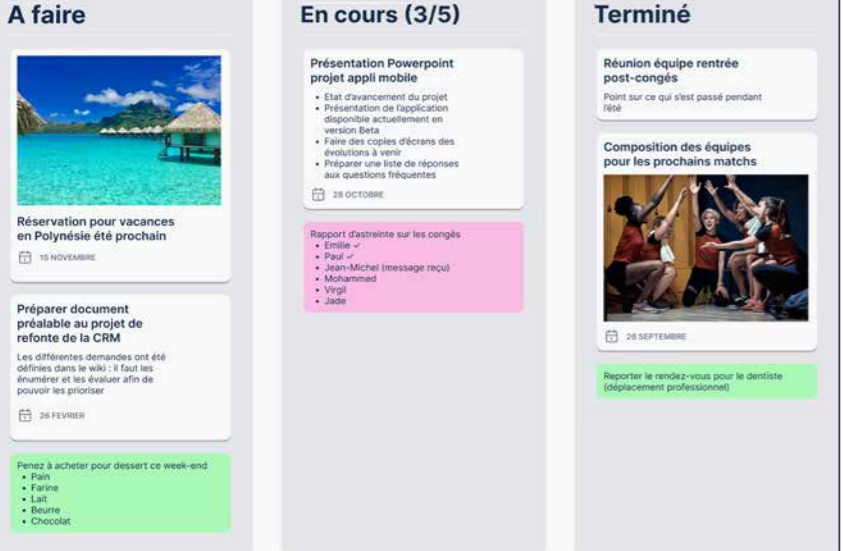 A faire
Réservation pour vacances
en Polynésie été prochain
15 NOVEMBRE
Préparer document
préalable au projet de
refonte de la CRM
Les différentes demandes ont été
définies dans le wiki : il faut les
énumérer et les évaluer afin de
pouvoir les prioriser
26 FEVRIER
Penez à acheter pour dessert ce week-end
• Pain
• Farine
• Lait
• Beurre
• Chocolat
En cours (3/5)
Présentation Powerpoint
projet appli mobile
• Etat d'avancement du projet
• Présentation de l'application
disponible actuellement en
version Beta
• Faire des copies d'écrans des
évolutions à venir
• Préparer une liste de réponses
aux questions fréquentes
28 OCTOBRE
Rapport d'astreinte sur les congés
• Emilie ✓
• Paul ✓
• Jean-Michel (message reçu)
• Mohammed
• Virgil
• Jade
Terminé
Réunion équipe rentrée
post-congés
Point sur ce qui s'est passé pendant
l'été
Composition des équipes
pour les prochains matchs
26 SEPTEMBRE
Reporter le rendez-vous pour le dentiste
(déplacement professionnel)